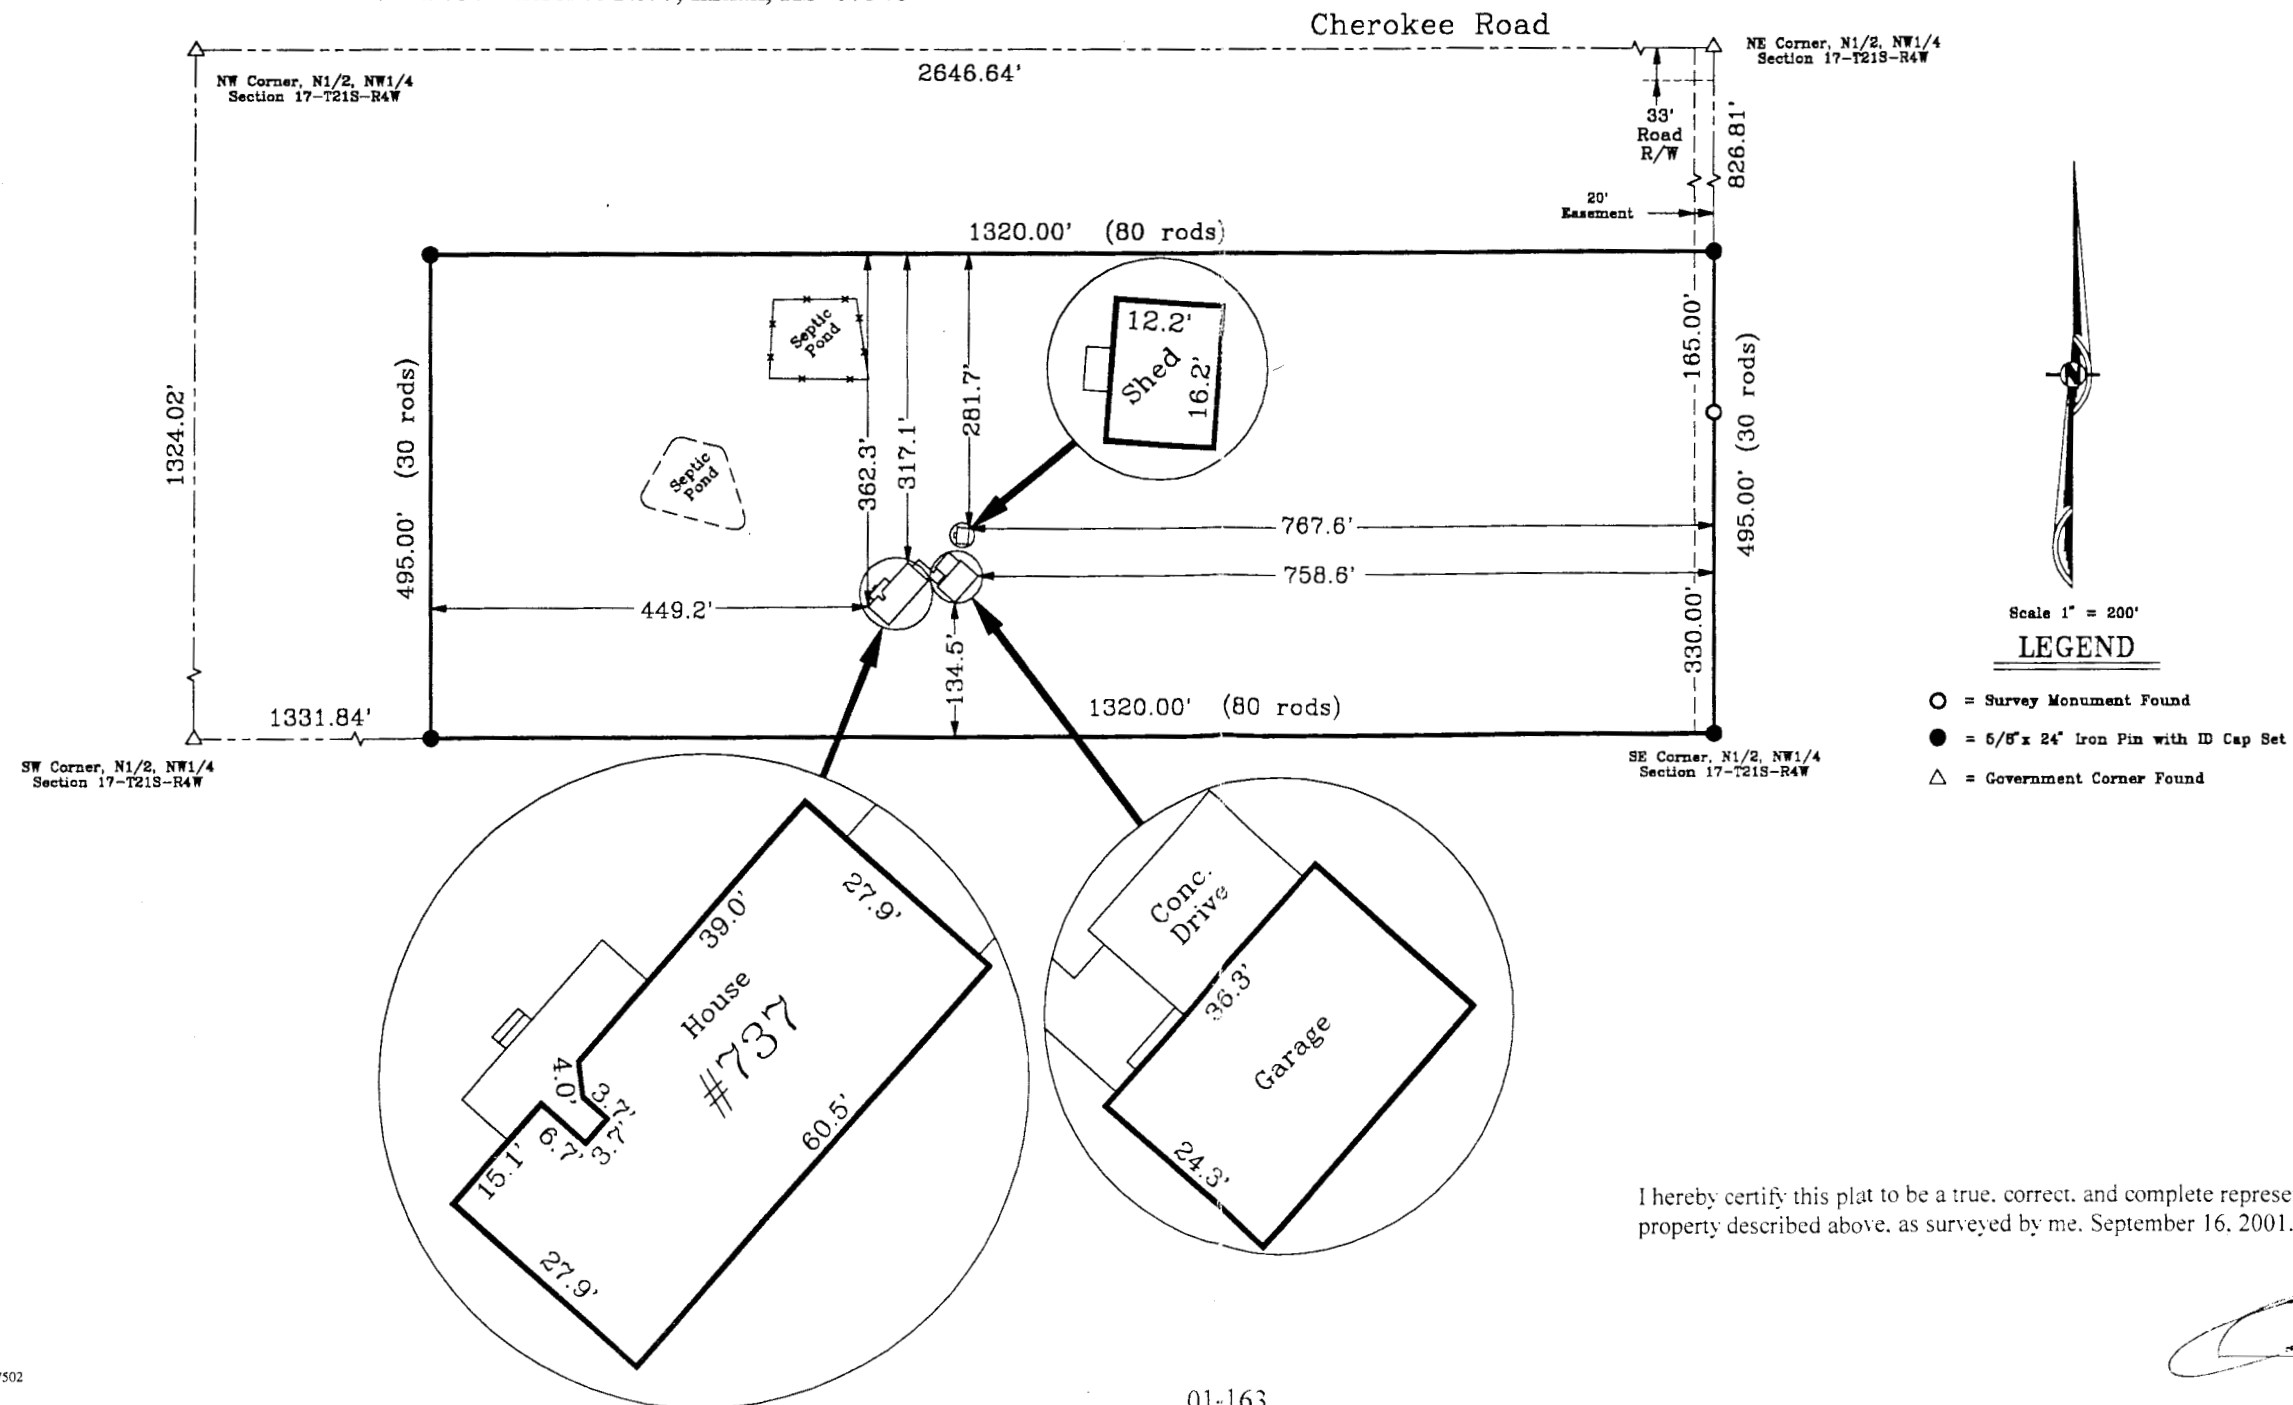 Cherokee Road
NW Corner, N1/2, NW1/4
Section 17-T21S-R4W
2646.64'
NE Corner, N1/2, NW1/4
Section 17-T21S-R4W
33'
Road
R/W
826.81'
20'
Easement
1320.00' (80 rods)
1324.02'
495.00' (30 rods)
Septic
Pond
Septic
Pond
362.3'
317.1'
281.7'
12.2'
Shed
16.2'
165.00'
495.00' (30 rods)
767.6'
758.6'
449.2'
134.5'
330.00'
1320.00' (80 rods)
1331.84'
SW Corner, N1/2, NW1/4
Section 17-T21S-R4W
SE Corner, N1/2, NW1/4
Section 17-T21S-R4W
N
Scale 1" = 200'
LEGEND
= Survey Monument Found
= 5/8"x 24" Iron Pin with ID Cap Set
= Government Corner Found
39.0'
27.9'
House
#737
4.0'
3.7'
3.7'
6.7'
15.1'
60.5'
27.9'
Conc.
Drive
36.3'
Garage
24.3'
I hereby certify this plat to be a true, correct, and complete represe
property described above, as surveyed by me, September 16, 2001.
7502
01-163